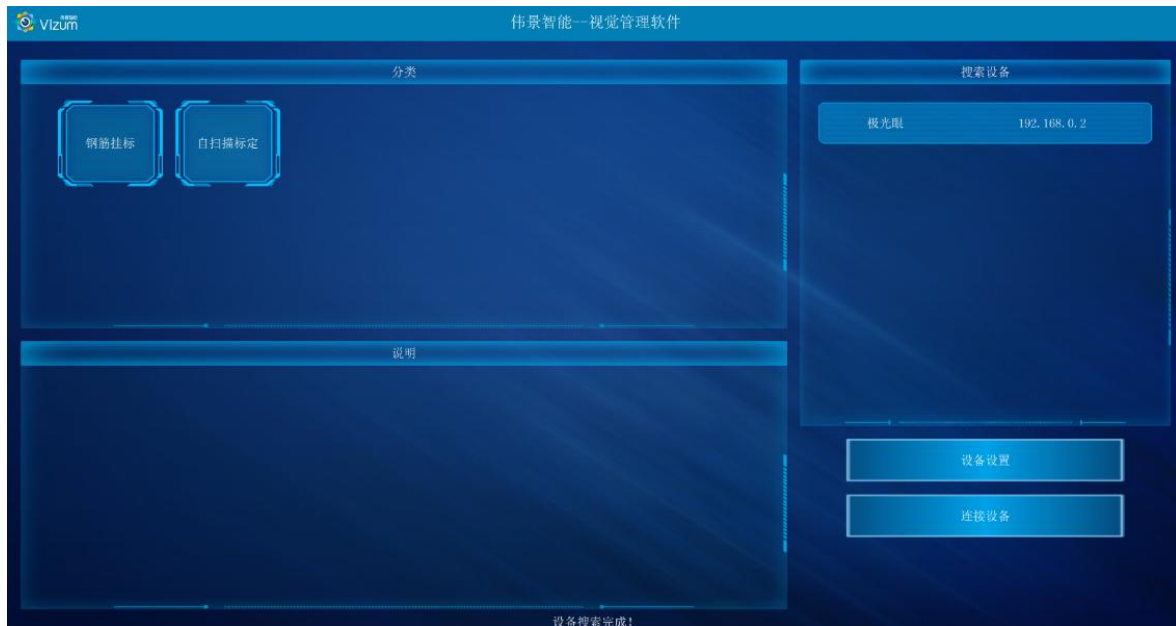 Vizum
伟景智能--视觉管理软件
分类
钢筋挂标
自扫描标定
说明
搜索设备
极光眼 192.168.0.2
设备设置
连接设备
设备搜索完成!